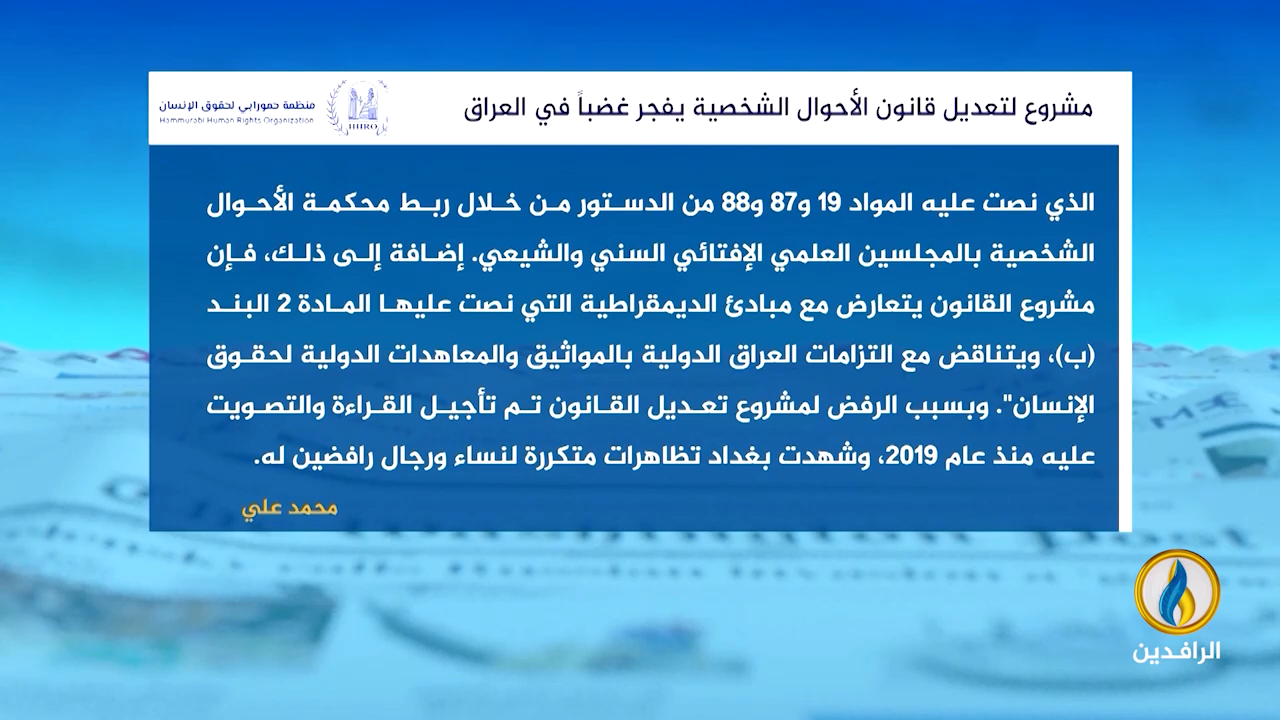 مشروع لتعديل قانون الأحوال الشخصية يفجر غضباً في العراق
منظمة حمورابي لحقوق الإنسان
Hammurabi Human Rights Organization
HHRO
الذي نصت عليه المواد 19 و87 و88 من الدستور من خلال ربط محكمة الأحوال
الشخصية بالمجلسين العلمي الإفتائي السني والشيعي. إضافة إلى ذلك، فإن
مشروع القانون يتعارض مع مبادئ الديمقراطية التي نصت عليها المادة 2 البند
(ب)، ويتناقض مع التزامات العراق الدولية بالمواثيق والمعاهدات الدولية لحقوق
الإنسان". وبسبب الرفض لمشروع تعديل القانون تم تأجيل القراءة والتصويت
عليه منذ عام 2019، وشهدت بغداد تظاهرات متكررة لنساء ورجال رافضين له.
محمد علي
الرافدين